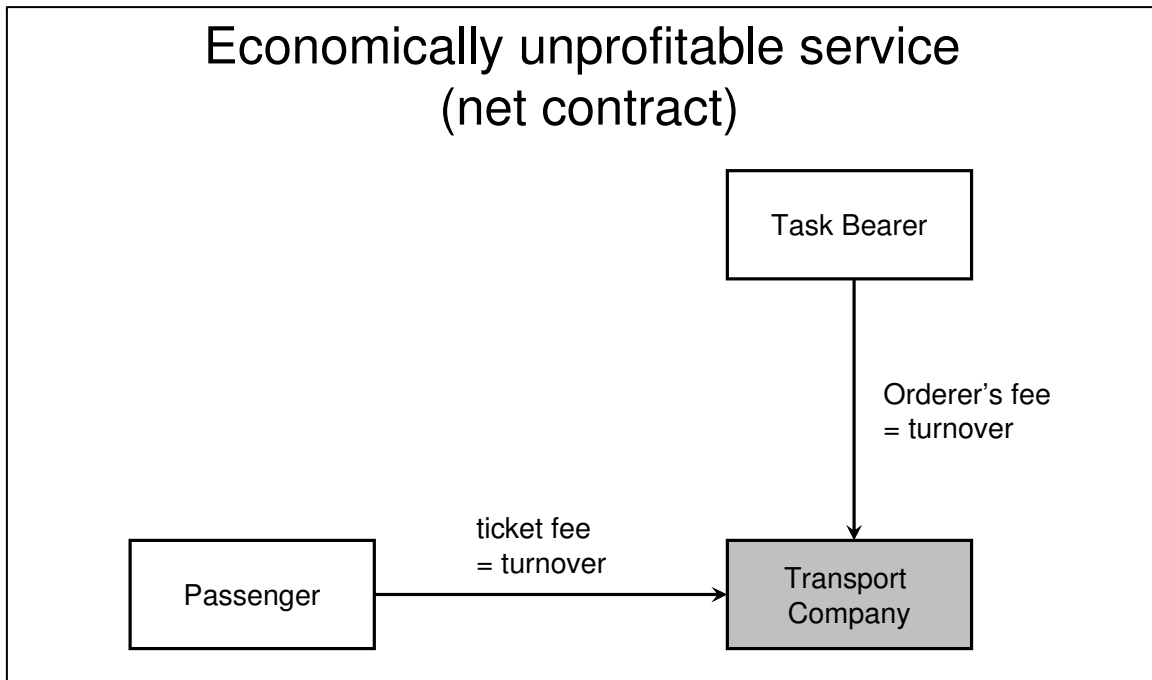 Economically unprofitable service
(net contract)
Task Bearer
Orderer's fee
= turnover
ticket fee
= turnover
Passenger
Transport
Company